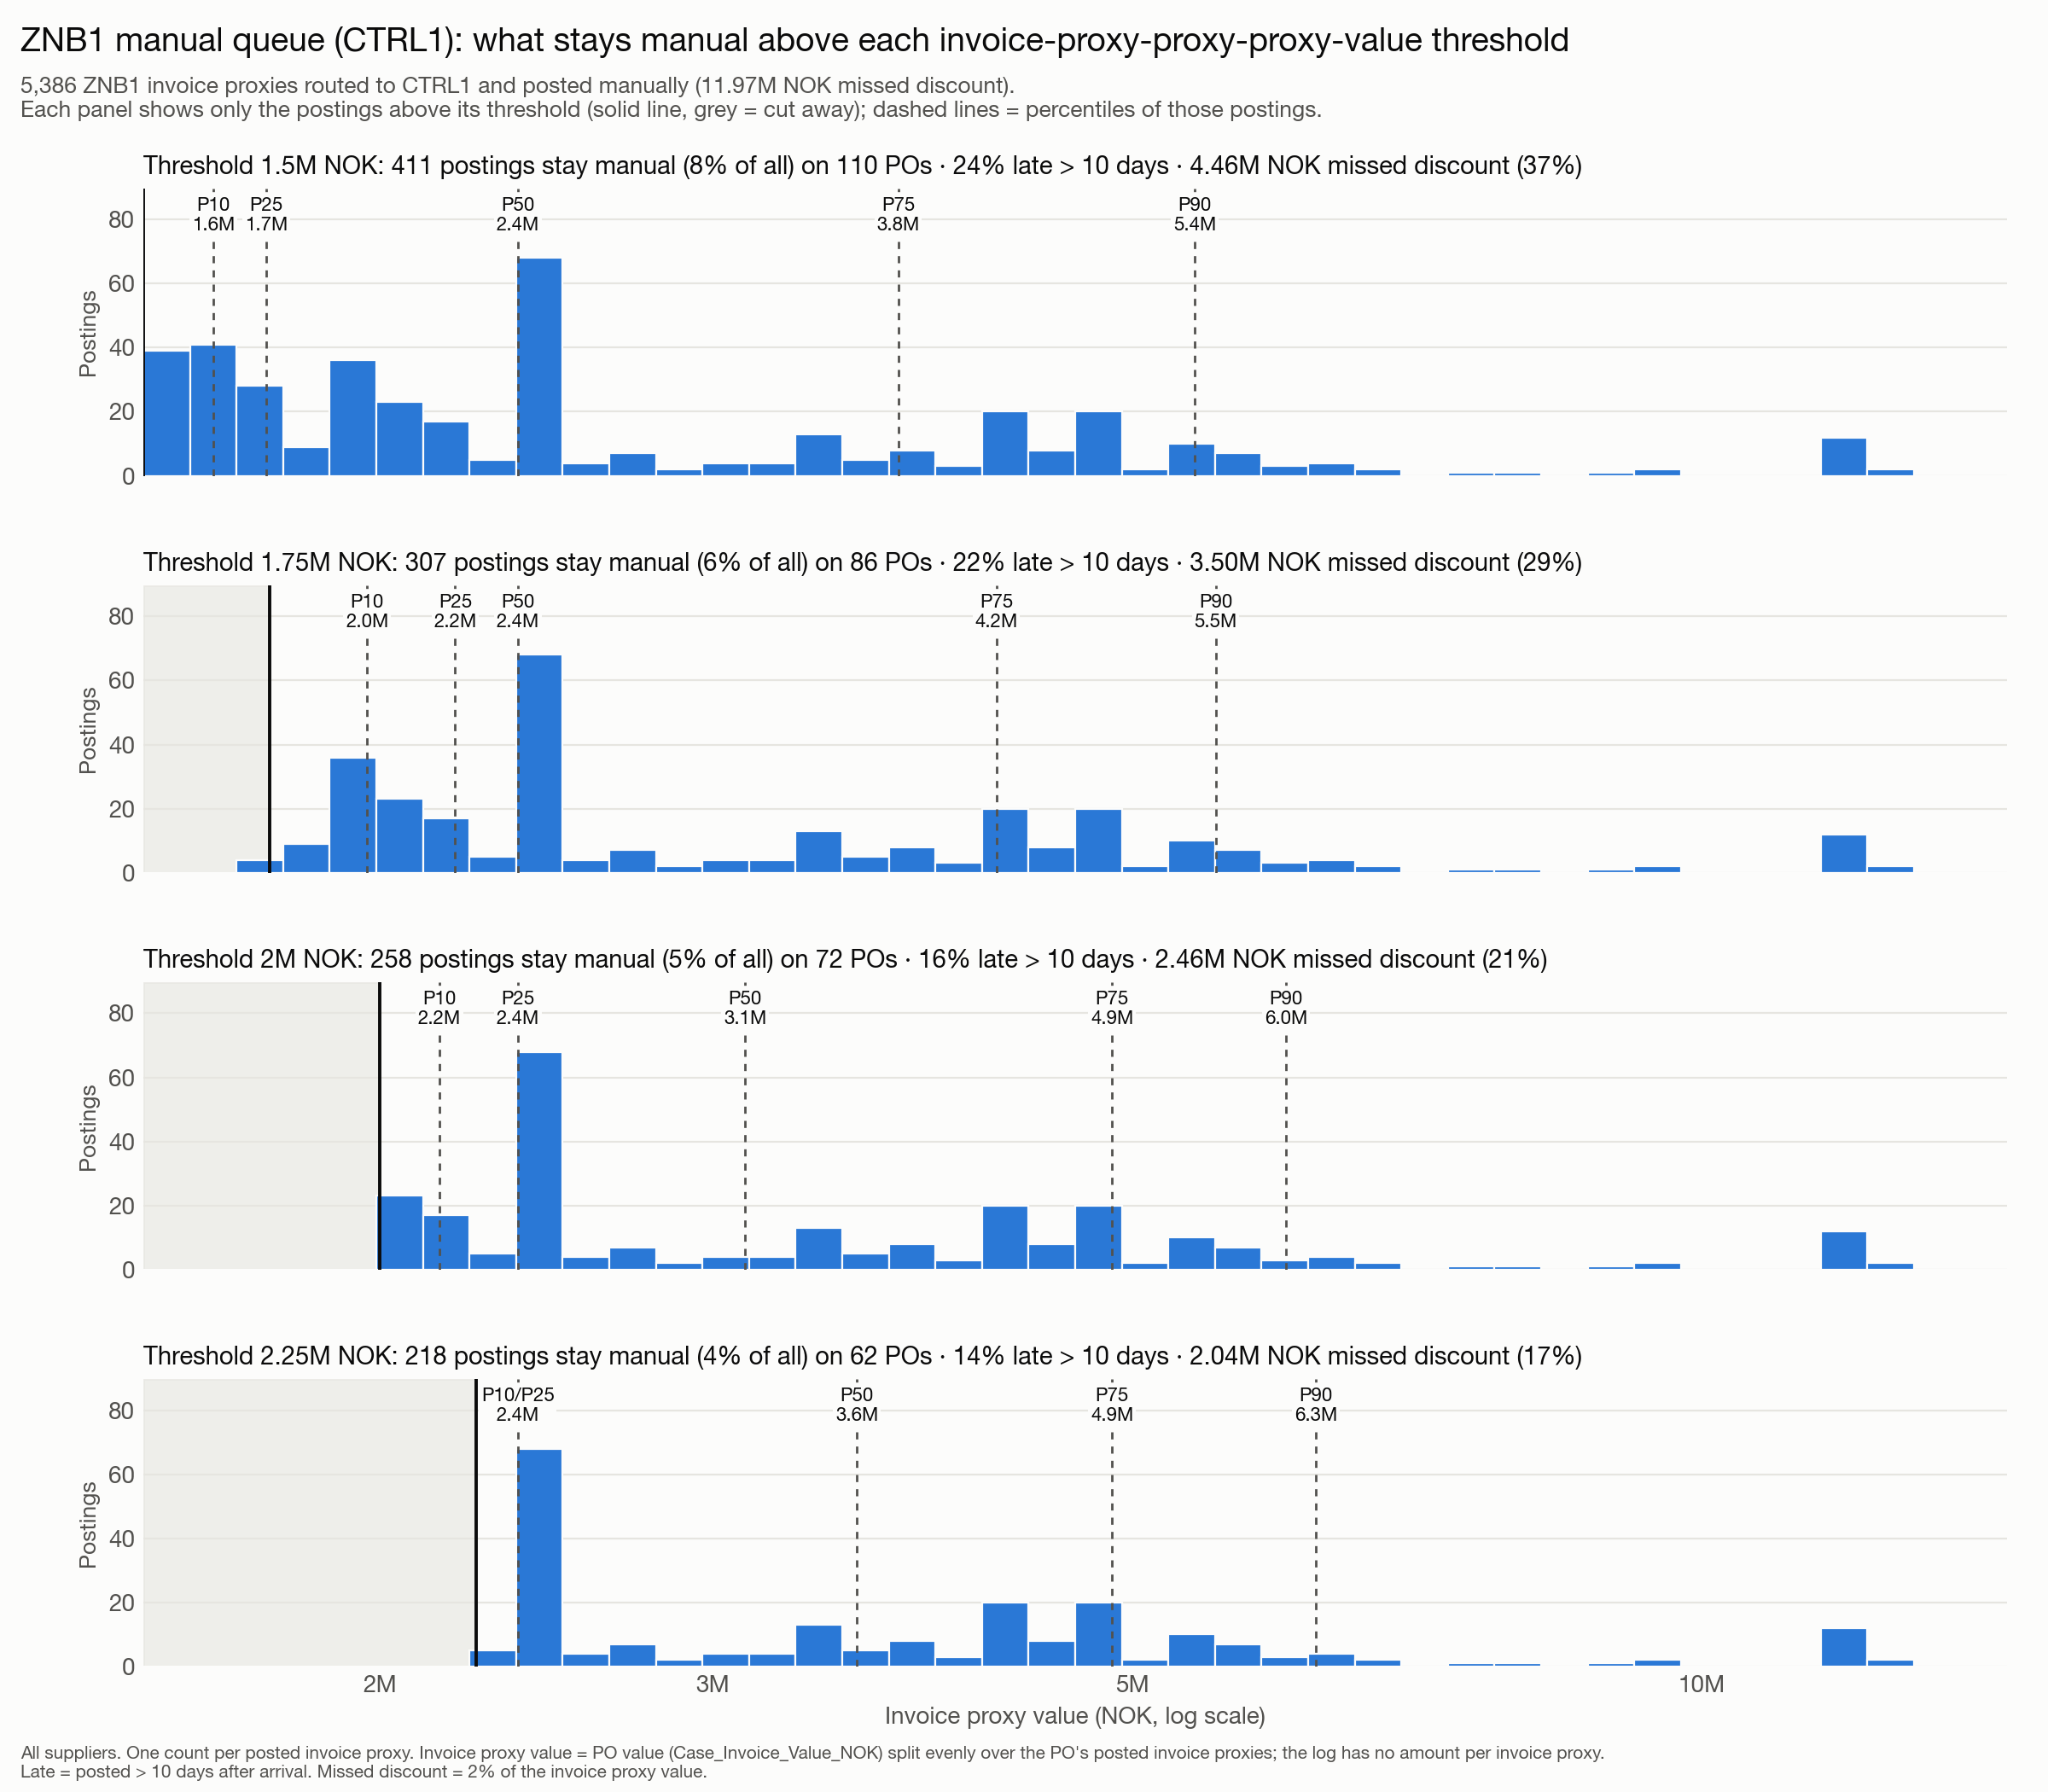 ZNB1 manual queue (CTRL1): what stays manual above each invoice-proxy-proxy-proxy-value threshold
5,386 ZNB1 invoice proxies routed to CTRL1 and posted manually (11.97M NOK missed discount).
Each panel shows only the postings above its threshold (solid line, grey = cut away); dashed lines = percentiles of those postings.
Threshold 1.5M NOK: 411 postings stay manual (8% of all) on 110 POs · 24% late > 10 days · 4.46M NOK missed discount (37%)
P10 P25 P50 P75 P90
1.6M 1.7M 2.4M 3.8M 5.4M
80
60
40
20
0
Postings
Threshold 1.75M NOK: 307 postings stay manual (6% of all) on 86 POs · 22% late > 10 days · 3.50M NOK missed discount (29%)
P10 P25 P50 P75 P90
2.0M 2.2M 2.4M 4.2M 5.5M
80
60
40
20
0
Postings
Threshold 2M NOK: 258 postings stay manual (5% of all) on 72 POs · 16% late > 10 days · 2.46M NOK missed discount (21%)
P10 P25 P50 P75 P90
2.2M 2.4M 3.1M 4.9M 6.0M
80
60
40
20
0
Postings
Threshold 2.25M NOK: 218 postings stay manual (4% of all) on 62 POs · 14% late > 10 days · 2.04M NOK missed discount (17%)
P10/P25 P50 P75 P90
2.4M 3.6M 4.9M 6.3M
80
60
40
20
0
Postings
2M 3M 5M 10M
Invoice proxy value (NOK, log scale)
All suppliers. One count per posted invoice proxy. Invoice proxy value = PO value (Case_Invoice_Value_NOK) split evenly over the PO's posted invoice proxies; the log has no amount per invoice proxy.
Late = posted > 10 days after arrival. Missed discount = 2% of the invoice proxy value.